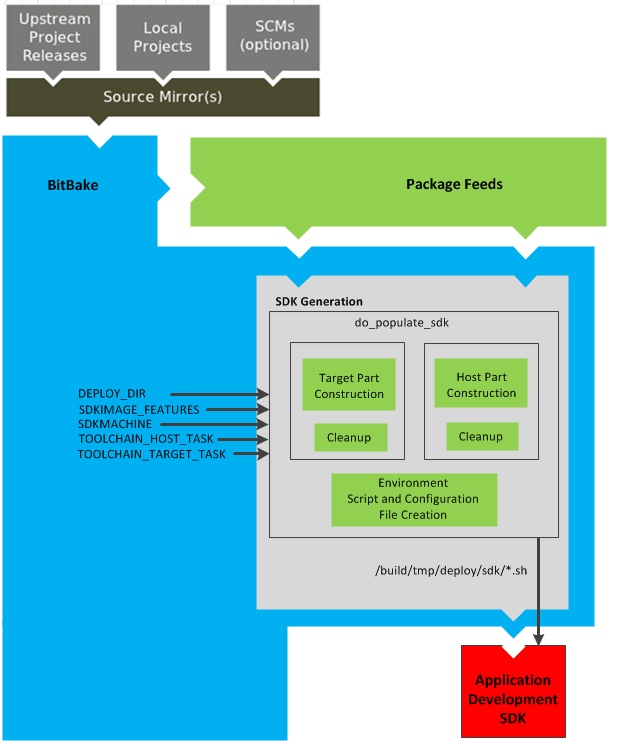 Upstream
Project
Releases
Local
Projects
SCMs
(optional)
Source Mirror(s)
BitBake
Package Feeds
SDK Generation
do_populate_sdk
Target Part
Construction
Host Part
Construction
Cleanup
Cleanup
DEPLOY_DIR
SDKIMAGE_FEATURES
SDKMACHINE
TOOLCHAIN_HOST_TASK
TOOLCHAIN_TARGET_TASK
Environment
Script and Configuration
File Creation
/build/tmp/deploy/sdk/*.sh
Application
Development
SDK